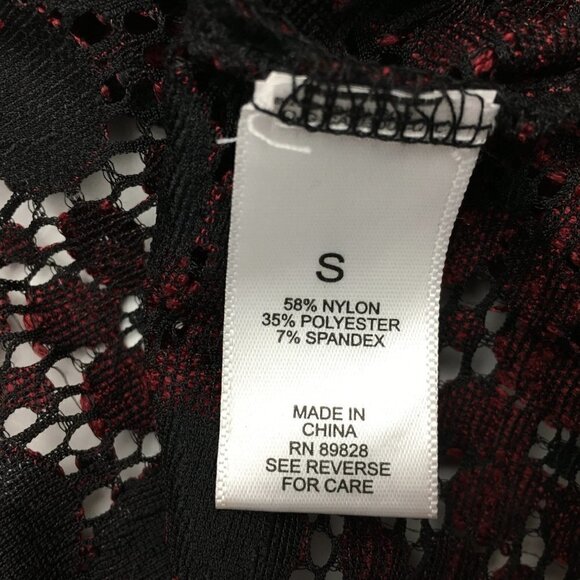 S
58% NYLON
35% POLYESTER
7% SPANDEX
MADE IN
CHINA
RN 89828
SEE REVERSE
FOR CARE